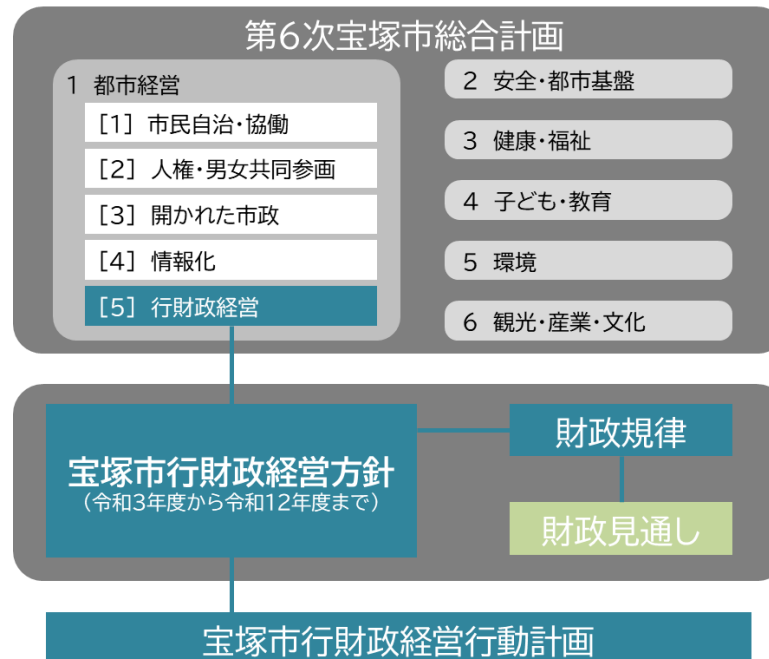 第6次宝塚市総合計画
1 都市経営
[1] 市民自治・協働
[2] 人権・男女共同参画
[3] 開かれた市政
[4] 情報化
[5] 行財政経営
2 安全・都市基盤
3 健康・福祉
4 子ども・教育
5 環境
6 観光・産業・文化
宝塚市行財政経営方針
(令和3年度から令和12年度まで)
財政規律
財政見通し
宝塚市行財政経営行動計画